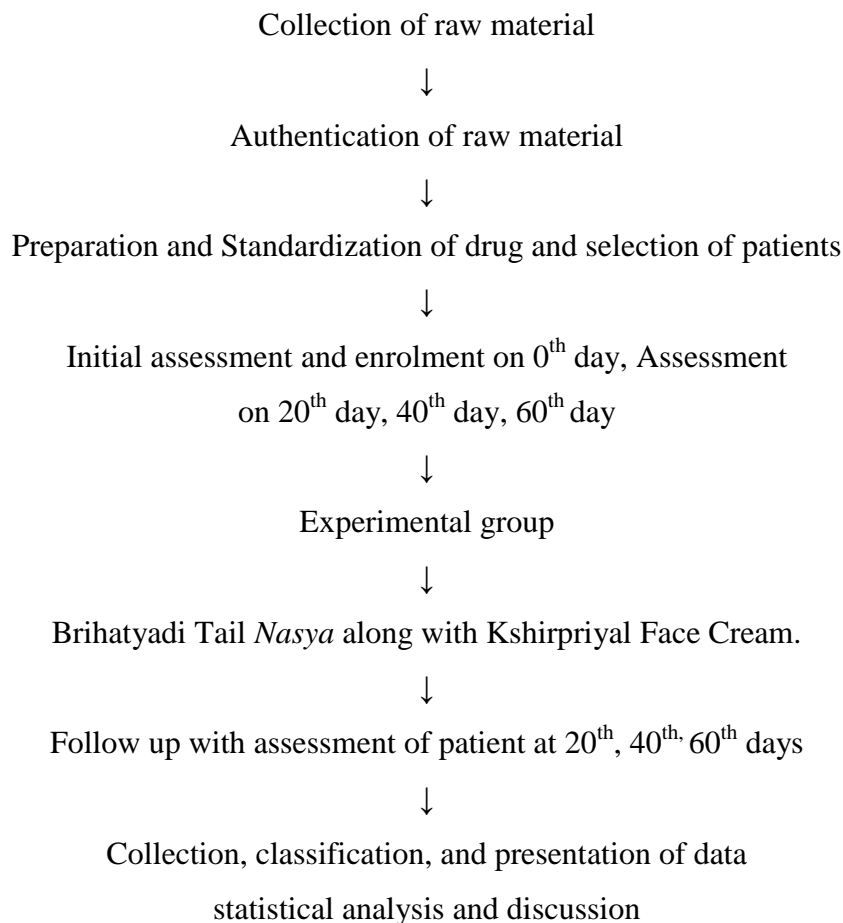 Collection of raw material
↓
Authentication of raw material
↓
Preparation and Standardization of drug and selection of patients
↓
Initial assessment and enrolment on 0th day, Assessment
on 20th day, 40th day, 60th day
↓
Experimental group
↓
Brihatyadi Tail Nasya along with Kshirpriyal Face Cream.
↓
Follow up with assessment of patient at 20th, 40th, 60th days
↓
Collection, classification, and presentation of data
statistical analysis and discussion